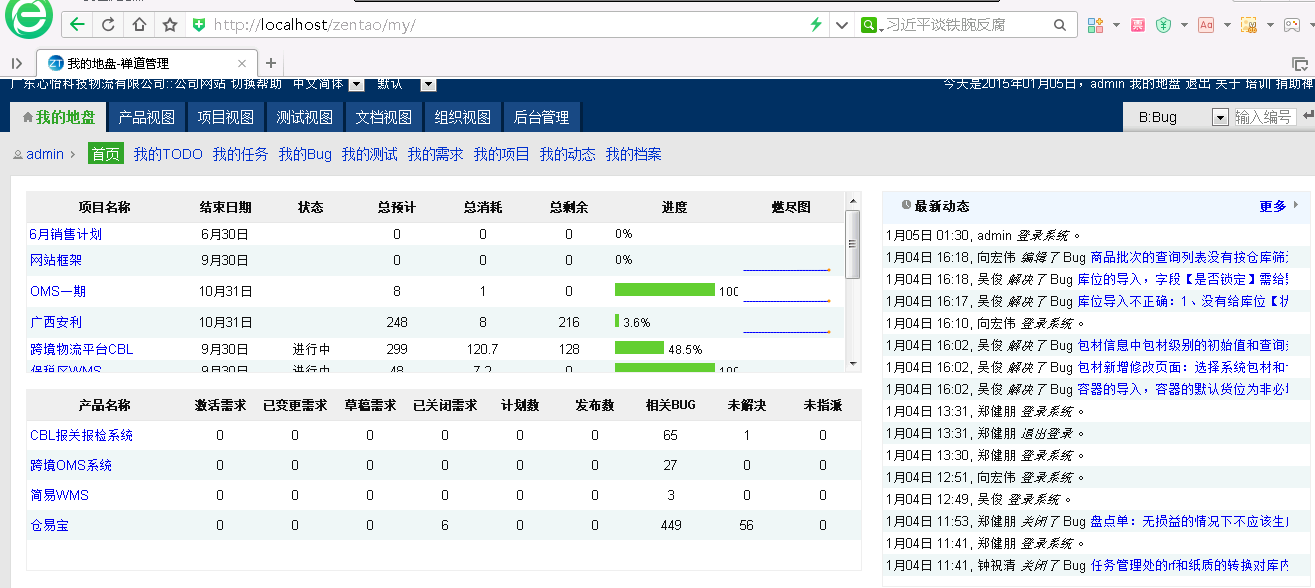 http://localhost/zentao/my/
习近平谈铁腕反腐
我的地盘-禅道管理
广东心怡科技物流有限公司::公司网站 切换帮助 中文简体 默认
今天是2015年01月05日，admin 我的地盘 退出 关于 培训 捐助禅
我的地盘 产品视图 项目视图 测试视图 文档视图 组织视图 后台管理
B:Bug 输入编号
admin 首页 我的TODO 我的任务 我的Bug 我的测试 我的需求 我的项目 我的动态 我的档案
项目名称 结束日期 状态 总预计 总消耗 总剩余 进度 燃尽图
6月销售计划 6月30日 0 0 0 0%
网站框架 9月30日 0 0 0 0%
OMS一期 10月31日 8 1 0 100
广西安利 10月31日 248 8 216 3.6%
跨境物流平台CBL 9月30日 进行中 299 120.7 128 48.5%
保税区WMS 9月30日 进行中 48 7.2 0 100
产品名称 激活需求 已变更需求 草稿需求 已关闭需求 计划数 发布数 相关BUG 未解决 未指派
CBL报关报检系统 0 0 0 0 0 0 65 1 0
跨境OMS系统 0 0 0 0 0 0 27 0 0
简易WMS 0 0 0 0 0 0 3 0 0
仓易宝 0 0 0 6 0 0 449 56 0
最新动态 更多
1月05日 01:30, admin 登录系统。
1月04日 16:18, 向宏伟 编辑了 Bug 商品批次的查询列表没有按仓库筛
1月04日 16:18, 吴俊 解决了 Bug 库位的导入，字段【是否锁定】需给
1月04日 16:17, 吴俊 解决了 Bug 库位导入不正确：1、没有给库位【
1月04日 16:10, 向宏伟 登录系统。
1月04日 16:02, 吴俊 解决了 Bug 包材信息中包材级别的初始值和查询
1月04日 16:02, 吴俊 解决了 Bug 包材新增修改页面：选择系统包材和
1月04日 16:02, 吴俊 解决了 Bug 容器的导入，容器的默认货位为非必
1月04日 13:31, 郑健朋 登录系统。
1月04日 13:31, 郑健朋 退出登录。
1月04日 13:30, 郑健朋 登录系统。
1月04日 12:51, 向宏伟 登录系统。
1月04日 12:49, 吴俊 登录系统。
1月04日 11:53, 郑健朋 关闭了 Bug 盘点单：无损益的情况下不应该生
1月04日 11:41, 郑健朋 登录系统。
1月04日 11:41, 钟祝清 关闭了 Bug 任务管理处的rf和纸质的转换对库内